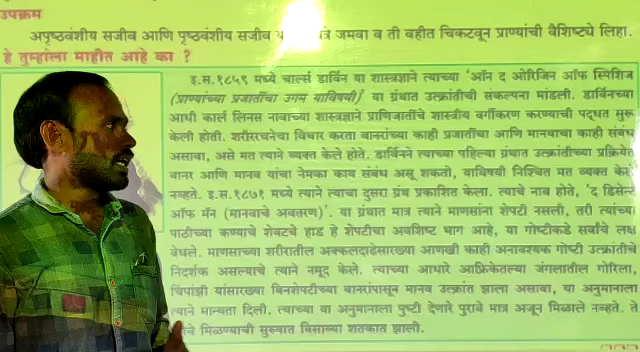 उपक्रम
अपृष्ठवंशीय सजीव आणि पृष्ठवंशीय सजीव जमवा व ती वहीत चिकटवून प्राण्यांची वैशिष्ट्ये लिहा.
हे तुम्हांला माहीत आहे का ?
इ.स.१८५९ मध्ये चार्ल्स डार्विन या शास्त्रज्ञाने त्याच्या 'ऑन द ओरिजिन ऑफ स्पिशिज
(प्राण्यांच्या प्रजातींचा उगम याविषयी) या ग्रंथात उत्क्रांतीची संकल्पना मांडली. डार्विनच्या
आधी कार्ल लिनस नावाच्या शास्त्रज्ञाने प्राणिजातींचे शास्त्रीय वर्गीकरण करण्याची पद्धत सुरू
केली होती. शरीररचनेचा विचार करता वानरांच्या काही प्रजातींचा आणि मानवाचा काही संबंध
असावा, असे मत त्याने व्यक्त केले होते. डार्विनने त्याच्या पहिल्या ग्रंथात उत्क्रांतीच्या प्रक्रियेत
वानर आणि मानव यांचा नेमका काय संबंध असू शकतो, याविषयी निश्चित मत व्यक्त केले
नव्हते. इ.स.१८७१ मध्ये त्याने त्याचा दुसरा ग्रंथ प्रकाशित केला. त्याचे नाव होते, 'द डिसेन्ट
ऑफ मॅन (मानवाचे अवतरण)'. या ग्रंथात मात्र त्याने माणसांना शेपटी नसली, तरी त्यांच्या
पाठीच्या कण्याचे शेवटचे हाड हे शेपटीचा अवशिष्ट भाग आहे, या गोष्टीकडे सर्वांचे लक्ष
वेधले. माणसाच्या शरीरातील अक्कलदाढेसारख्या आणखी काही अनावश्यक गोष्टी उत्क्रांतीचे
निदर्शक असल्याचे त्याने नमूद केले. त्याच्या आधारे आफ्रिकेतल्या जंगलातील गोरिला,
चिंपांझी यांसारख्या बिनशेपटीच्या वानरांपासून मानव उत्क्रांत झाला असावा, या अनुमानाला
त्याने मान्यता दिली. त्याच्या या अनुमानाला पुष्टी देणारे पुरावे मात्र अजून मिळाले नव्हते. ते
मिळण्याची सुरुवात विसाव्या शतकात झाली.